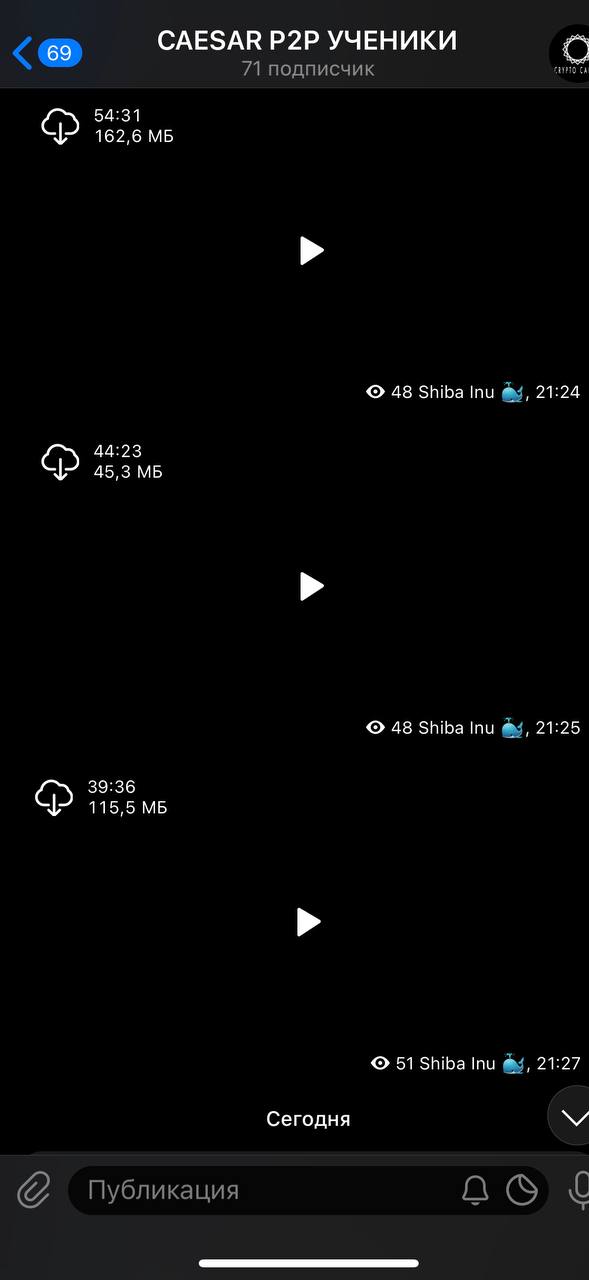 69
CAESAR P2P УЧЕНИКИ
71 подписчик
54:31
162,6 МБ
48 Shiba Inu 🐳, 21:24
44:23
45,3 МБ
48 Shiba Inu 🐳, 21:25
39:36
115,5 МБ
51 Shiba Inu 🐳, 21:27
Сегодня
Публикация